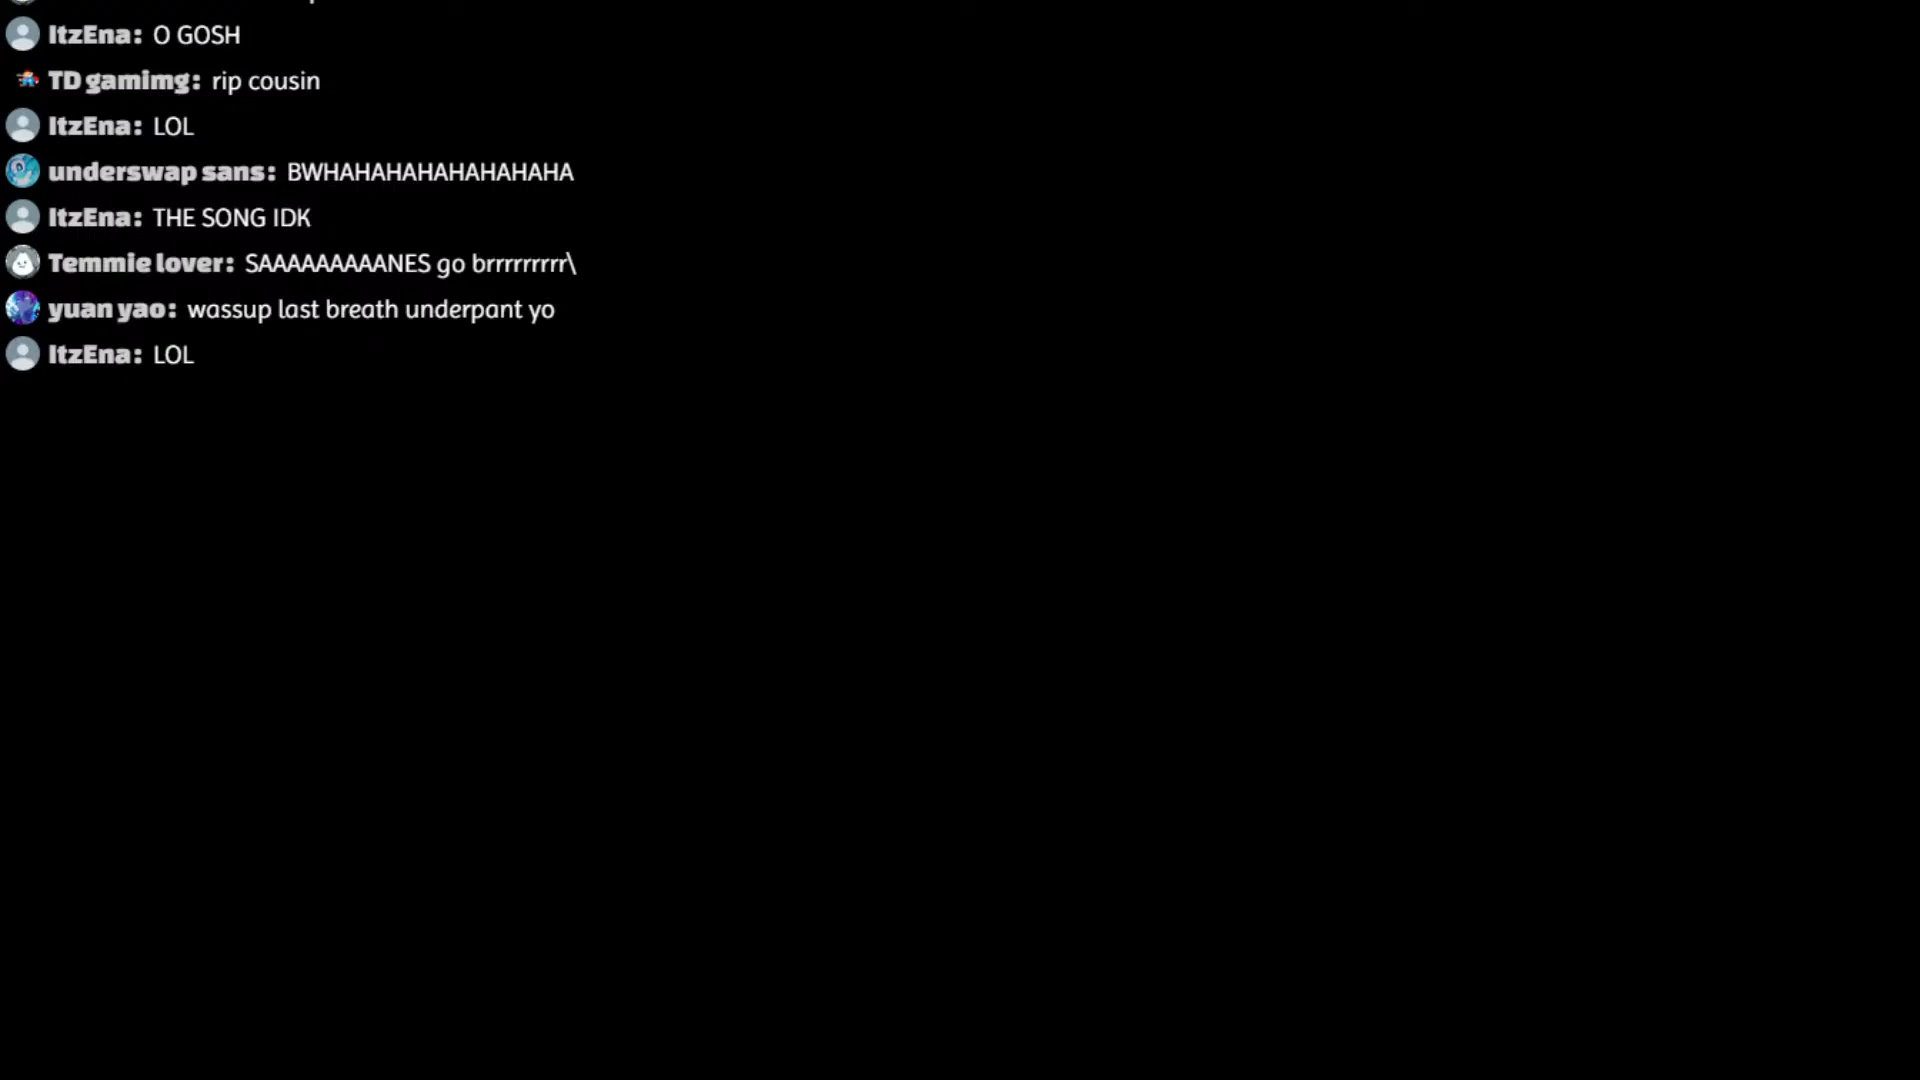 ItzEna: O GOSH
TD gamimg: rip cousin
ItzEna: LOL
underswap sans: BWHAHAHAHAHAHAHAHA
ItzEna: THE SONG IDK
Temmie lover: SAAAAAAAAANES go brrrrrrrrr\
yuan yao: wassup last breath underpant yo
ItzEna: LOL